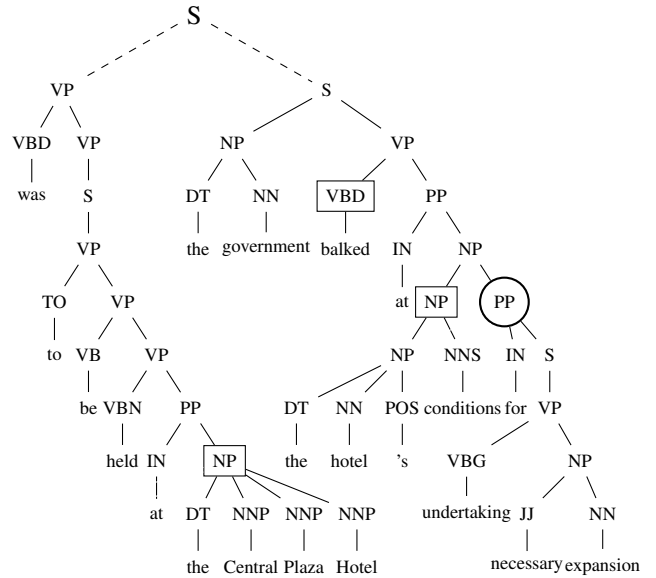 S
VP S
VBD VP NP VP
was S DT NN VBD PP
VP the government balked IN NP
TO VP at NP PP
to VB VP NP NNS IN S
be VBN PP DT NN POS conditions for VP
held IN NP the hotel 's VBG NP
at DT NNP NNP NNP undertaking JJ NN
the Central Plaza Hotel necessary expansion